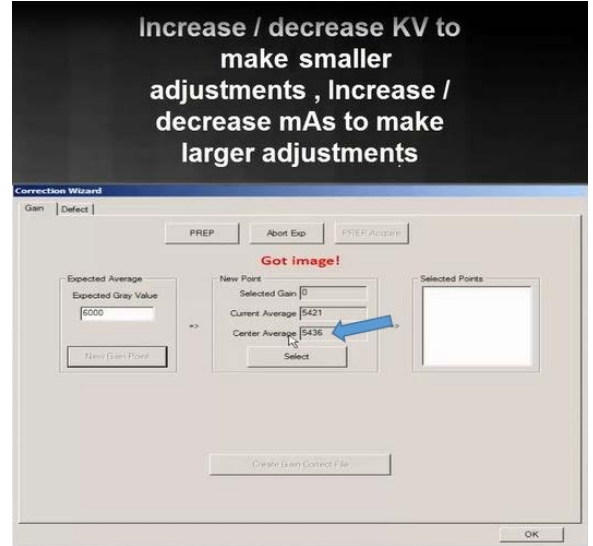 Increase / decrease KV to
make smaller
adjustments , Increase /
decrease mAs to make
larger adjustments
Correction Wizard
Gain
Defect
PREP
Abort Exp
PREP Acquire
Got image!
Expected Average
Expected Gray Value
6000
New Gain Point
=>
New Point
Selected Gain 0
Current Average 5421
Center Average 5436
Select
>
Selected Points
Create Gain Correct File
OK